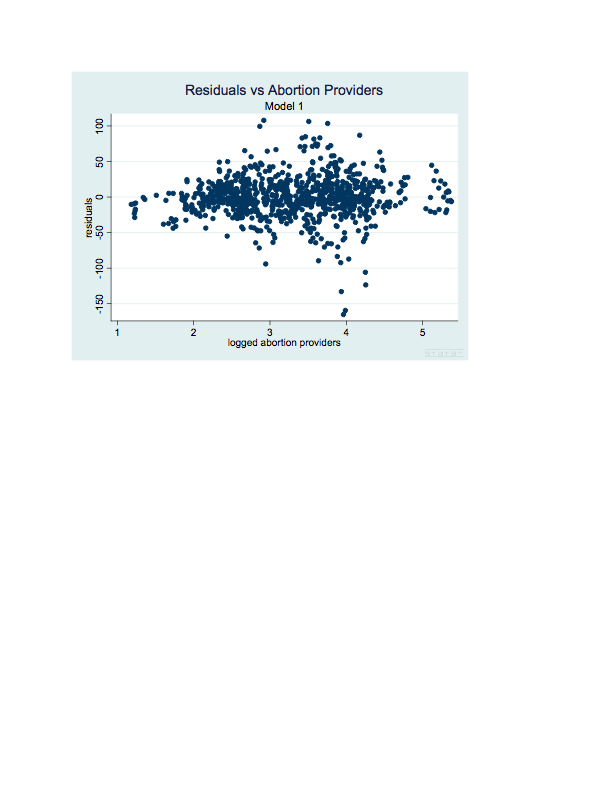 Residuals vs Abortion Providers
Model 1
residuals
100
50
0
-50
-100
-150
1 2 3 4 5
logged abortion providers